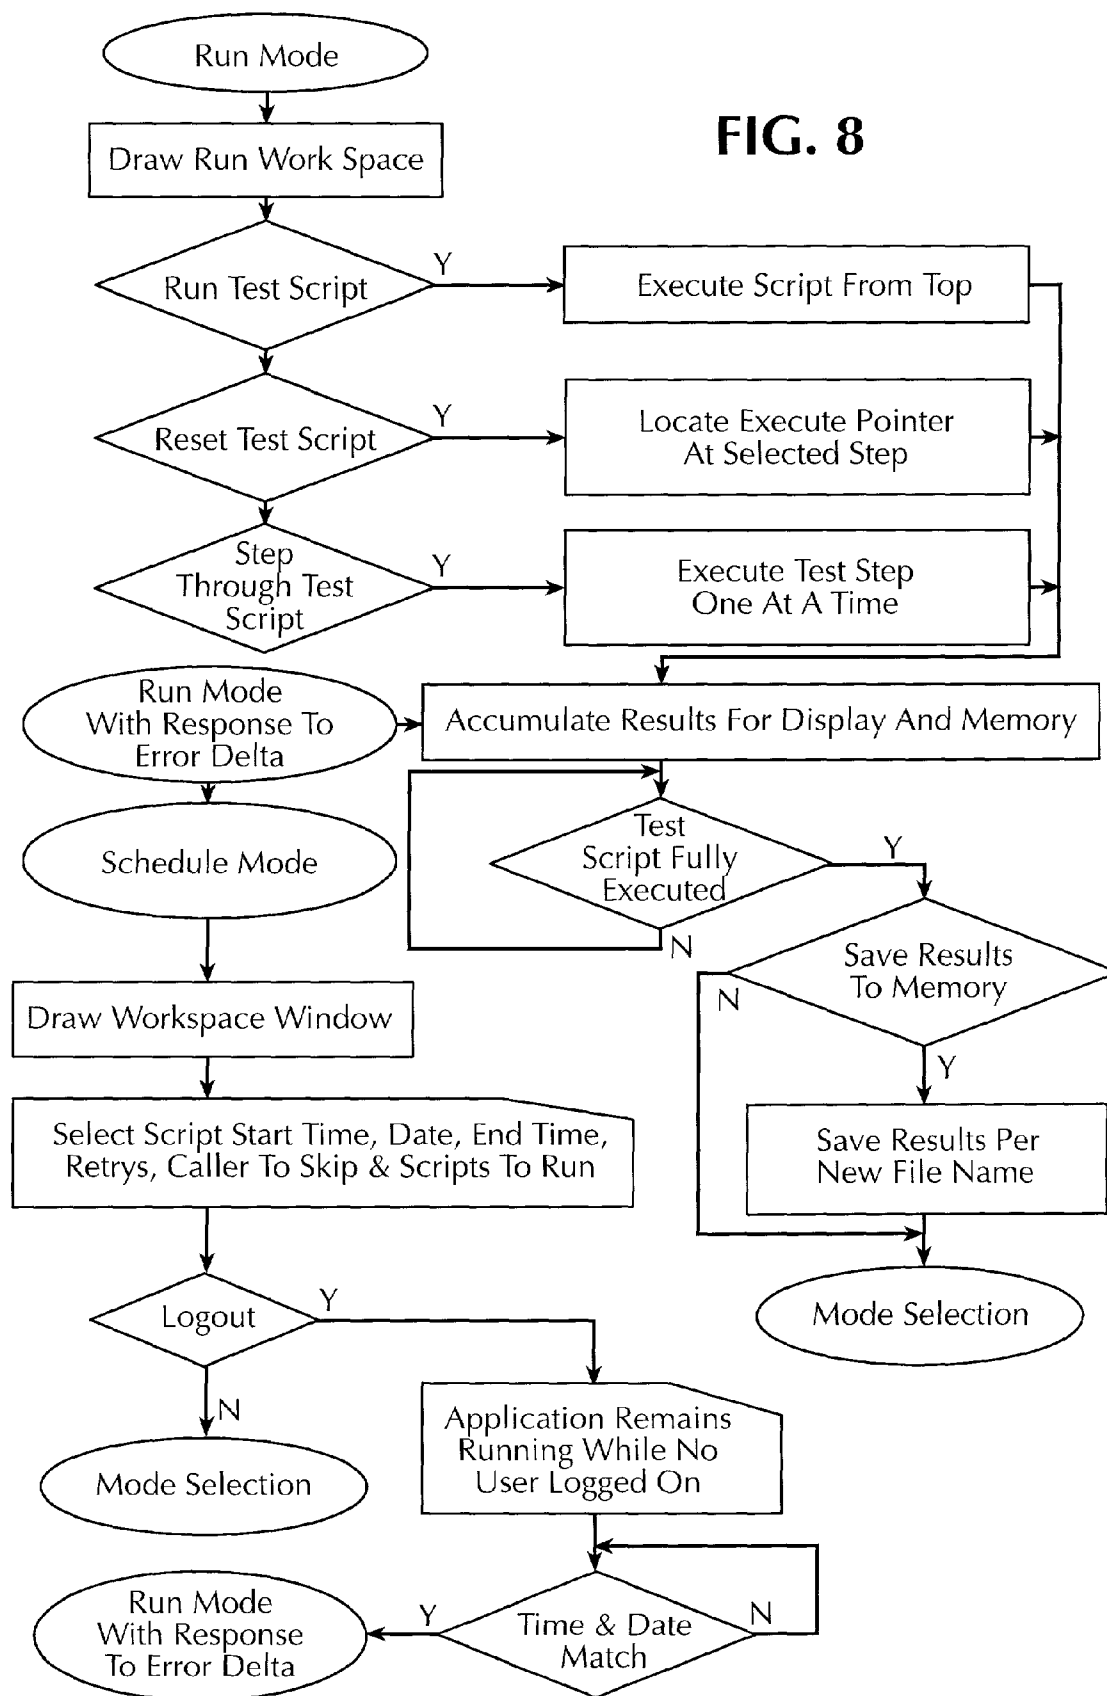 Run Mode
FIG. 8
Draw Run Work Space
Run Test Script
Y
Execute Script From Top
Reset Test Script
Y
Locate Execute Pointer
At Selected Step
Step
Through Test
Script
Y
Execute Test Step
One At A Time
Run Mode
With Response To
Error Delta
Accumulate Results For Display And Memory
Schedule Mode
Test
Script Fully
Executed
Y
N
Save Results
To Memory
N
Y
Draw Workspace Window
Select Script Start Time, Date, End Time,
Retrys, Caller To Skip & Scripts To Run
Save Results Per
New File Name
Mode Selection
Logout
Y
N
Mode Selection
Application Remains
Running While No
User Logged On
Time & Date
Match
N
Y
Run Mode
With Response
To Error Delta